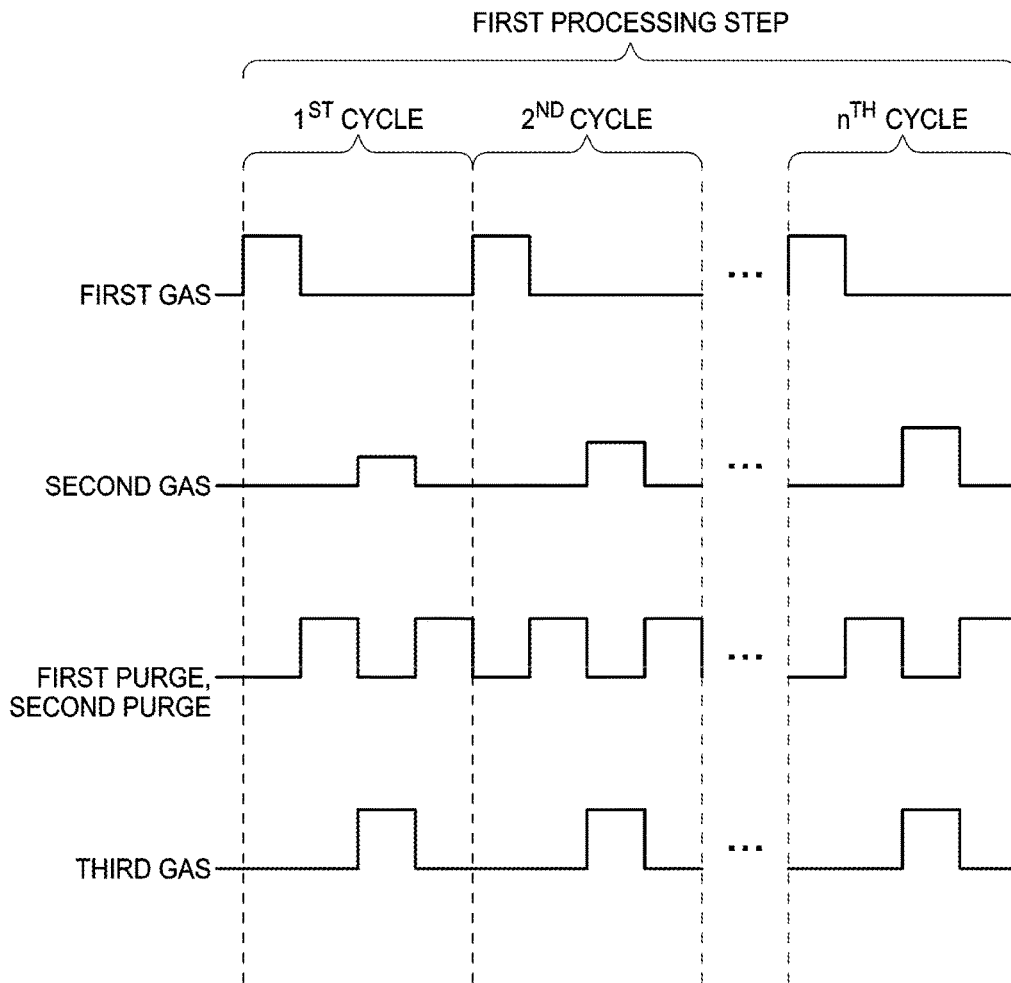 FIRST PROCESSING STEP
1ST CYCLE
2ND CYCLE
nTH CYCLE
FIRST GAS
...
SECOND GAS
...
FIRST PURGE,
SECOND PURGE
...
THIRD GAS
...